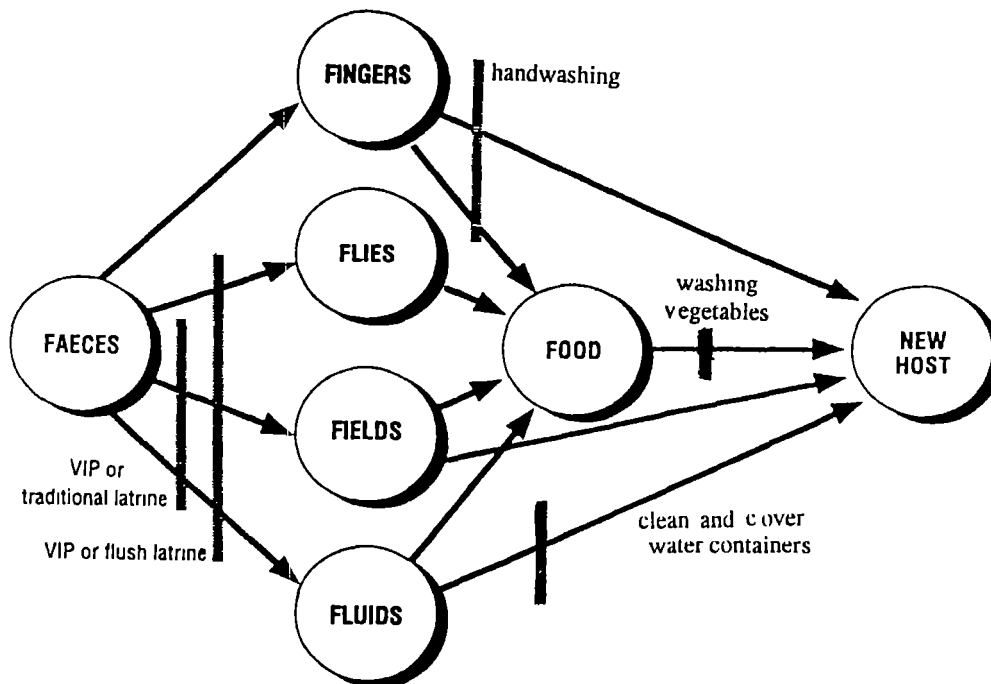 FINGERS
handwashing
FLIES
washing
vegetables
FAECES
FOOD
NEW
HOST
FIELDS
VIP or
traditional latrine
VIP or flush latrine
clean and cover
water containers
FLUIDS